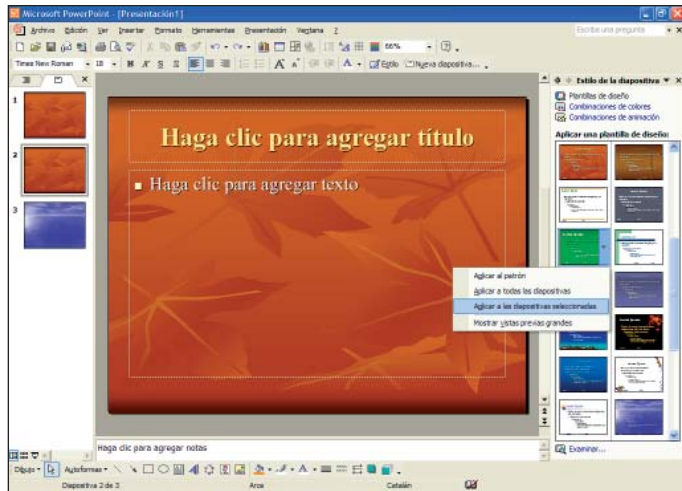 Microsoft PowerPoint - [Presentación1]
Archivo Edición Ver Insertar Formato Herramientas Presentación Ventana ?
Escriba una pregunta
66%
Times New Roman 18 N K S S Estilo Nueva diapositiva...
Estilo de la diapositiva
Plantillas de diseño
Combinaciones de colores
Combinaciones de animación
Aplicar una plantilla de diseño:
1
2
3
Haga clic para agregar título
Haga clic para agregar texto
Aplicar al patrón
Aplicar a todas las diapositivas
Aplicar a las diapositivas seleccionadas
Mostrar vistas previas grandes
Haga clic para agregar notas
Examinar...
Dibujo Autoformas
Diapositiva 2 de 3 Arce Catalán